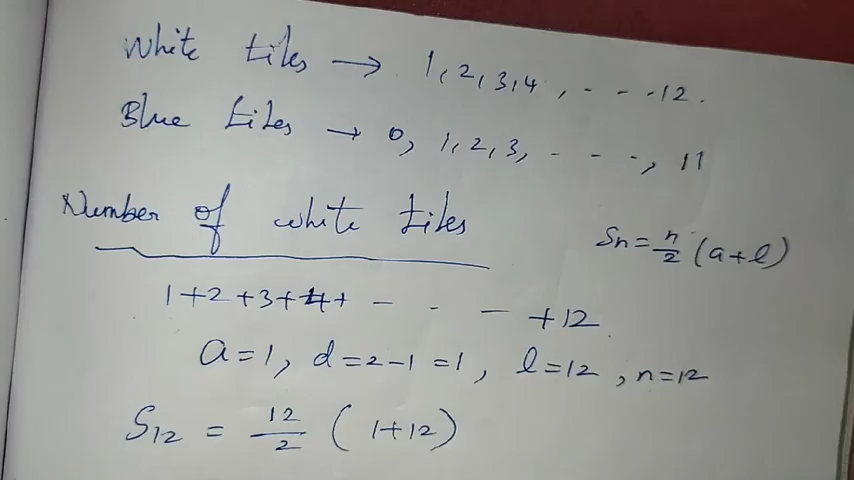 White tiles → 1, 2, 3, 4, - - - 12.
Blue tiles → 0, 1, 2, 3, - - - , 11
Number of white tiles
Sn = n/2 (a+l)
1+2+3+4+ - - - +12
a=1, d=2-1=1, l=12, n=12
S12 = 12/2 (1+12)